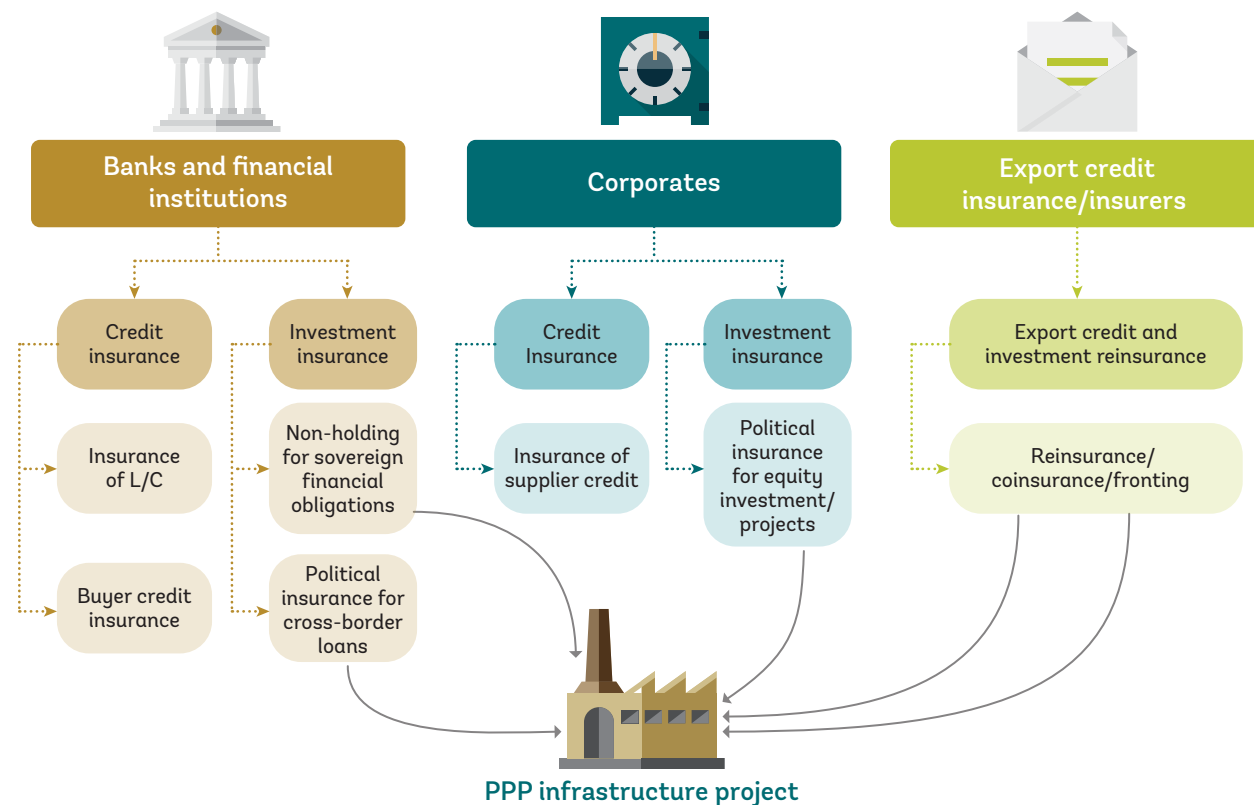 Banks and financial
institutions
Corporates
Export credit
insurance/insurers
Credit
insurance
Investment
insurance
Credit
Insurance
Investment
insurance
Export credit and
investment reinsurance
Insurance
of L/C
Non-holding
for sovereign
financial
obligations
Insurance of
supplier credit
Political
insurance
for equity
investment/
projects
Reinsurance/
coinsurance/fronting
Buyer credit
insurance
Political
insurance for
cross-border
loans
PPP infrastructure project